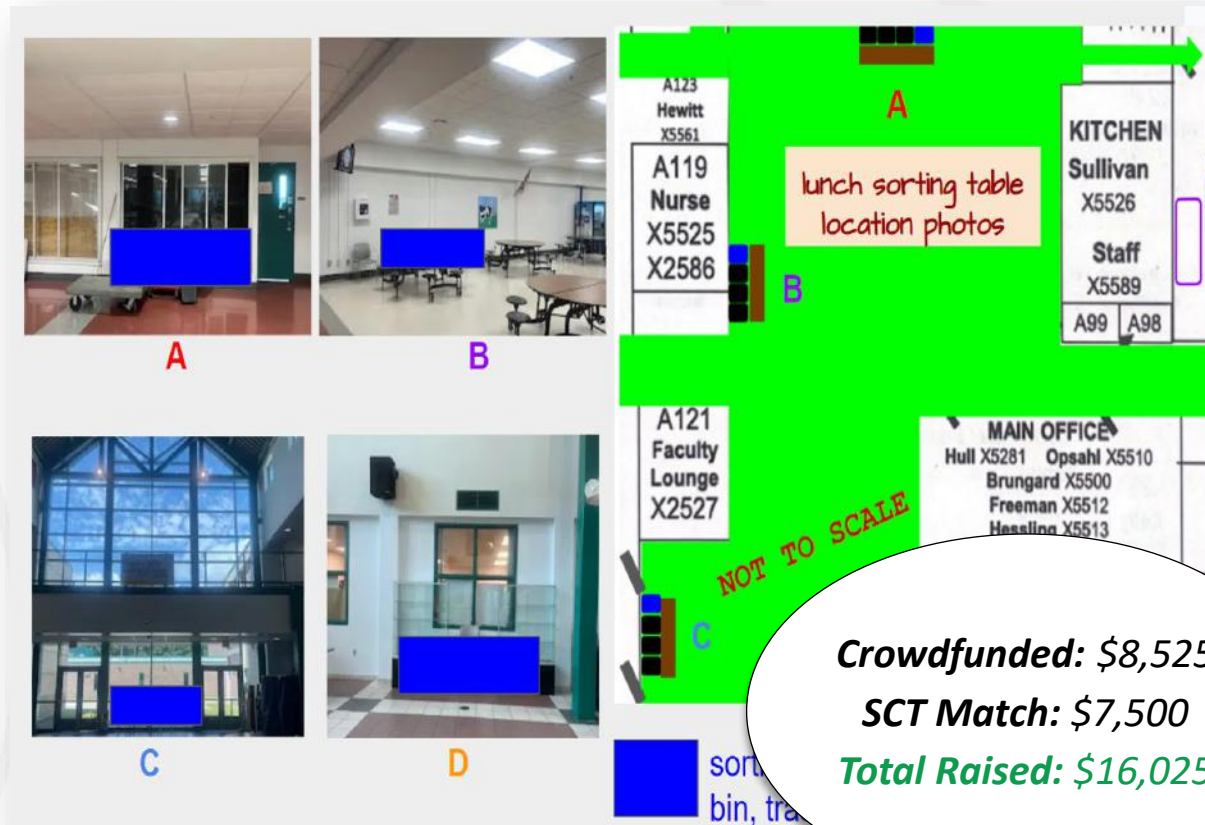 A
B
C
D
A123
Hewitt
X5561
A119
Nurse
X5525
X2586
A
lunch sorting table
location photos
B
KITCHEN
Sullivan
X5526
Staff
X5589
A99 A98
A121
Faculty
Lounge
X2527
MAIN OFFICE
Hull X5281 Opsahl X5510
Brungard X5500
Freeman X5512
Hessling X5513
NOT TO SCALE
C
bin,
Crowdfunded: $8,525
SCT Match: $7,500
Total Raised: $16,025